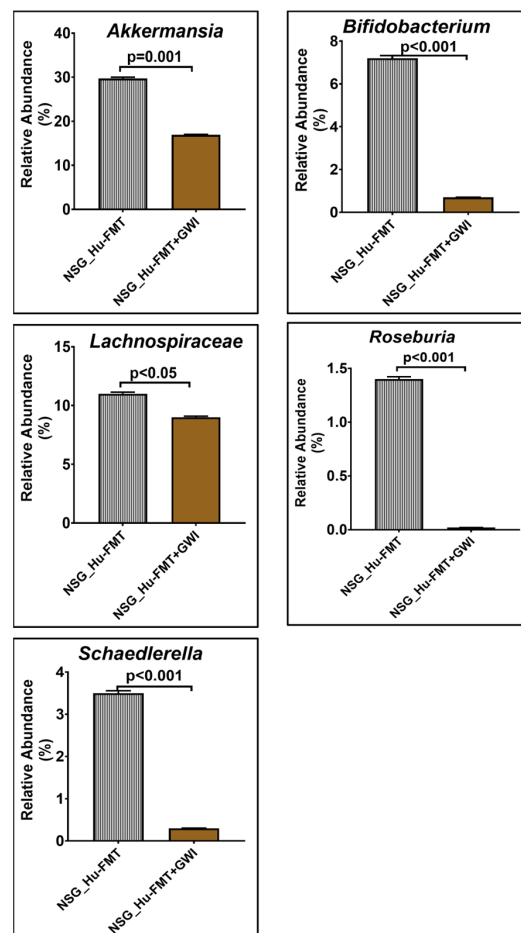 Akkermansia
p=0.001
Relative Abundance
(%)
40
30
20
10
0
NSG_Hu-FMT
NSG_Hu-FMT+GWI
Bifidobacterium
p<0.001
Relative Abundance
(%)
8
6
4
2
0
NSG_Hu-FMT
NSG_Hu-FMT+GWI
Lachnospiraceae
p<0.05
Relative Abundance
(%)
15
10
5
0
NSG_Hu-FMT
NSG_Hu-FMT+GWI
Roseburia
p<0.001
Relative Abundance
(%)
1.5
1.0
0.5
0.0
NSG_Hu-FMT
NSG_Hu-FMT+GWI
Schaedlerella
p<0.001
Relative Abundance
(%)
4
3
2
1
0
NSG_Hu-FMT
NSG_Hu-FMT+GWI